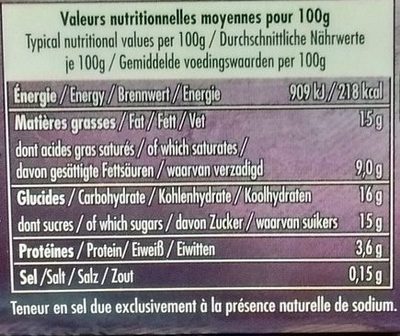 Valeurs nutritionnelles moyennes pour 100g
Typical nutritional values per 100g / Durchschnittliche Nährwerte
je 100g / Gemiddelde voedingswaarden per 100g
Énergie / Energy / Brennwert / Energie 909 kJ / 218 kcal
Matières grasses / Fat / Fett / Vet 15 g
dont acides gras saturés / of which saturates /
davon gesättigte Fettsäuren / waarvan verzadigd 9,0 g
Glucides / Carbohydrate / Kohlenhydrate / Koolhydraten 16 g
dont sucres / of which sugars / davon Zucker / waarvan suikers 15 g
Protéines / Protein / Eiweiß / Eiwitten 3,6 g
Sel / Salt / Salz / Zout 0,15 g
Teneur en sel due exclusivement à la présence naturelle de sodium.